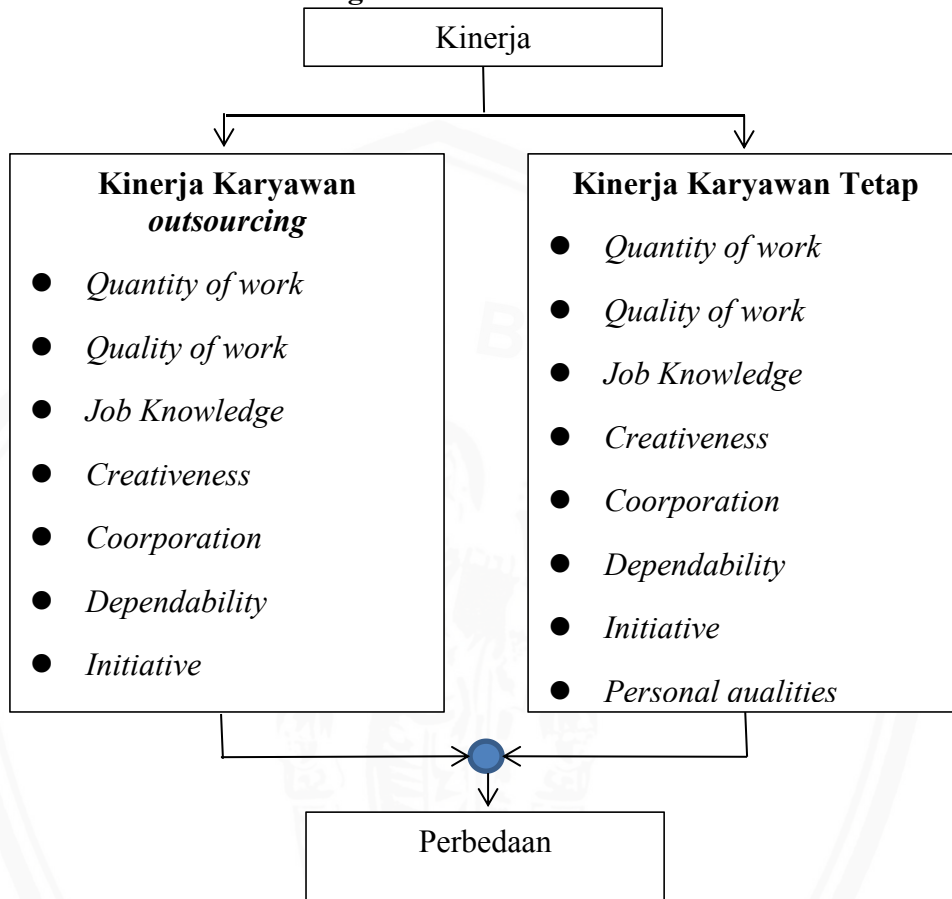 Kinerja
Kinerja Karyawan
outsourcing
Quantity of work
Quality of work
Job Knowledge
Creativeness
Coorporation
Dependability
Initiative
Kinerja Karyawan Tetap
Quantity of work
Quality of work
Job Knowledge
Creativeness
Coorporation
Dependability
Initiative
Personal qualities
Perbedaan